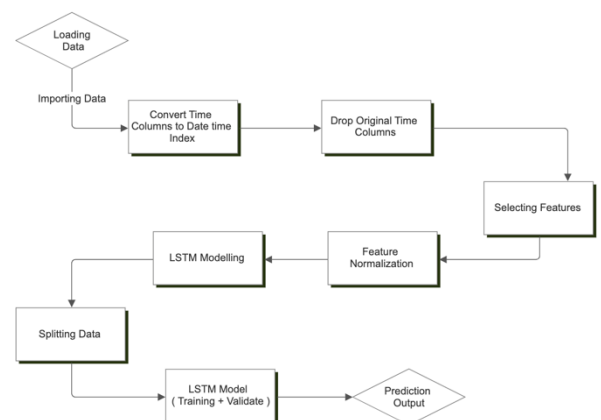 Loading
Data
Importing Data
Convert Time
Columns to Date time
Index
Drop Original Time
Columns
Selecting Features
Feature
Normalization
LSTM Modelling
Splitting Data
LSTM Model
( Training + Validate )
Prediction
Output